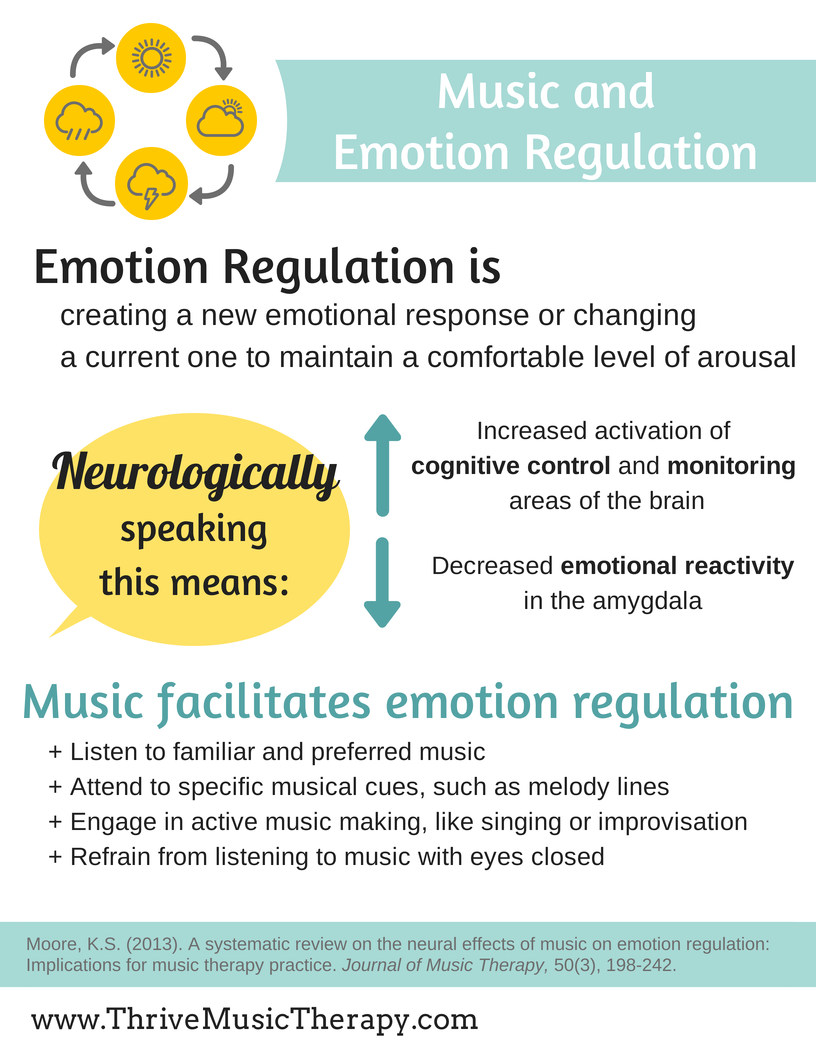 Music and
Emotion Regulation
Emotion Regulation is
creating a new emotional response or changing
a current one to maintain a comfortable level of arousal
Neurologically
speaking
this means:
Increased activation of
cognitive control and monitoring
areas of the brain
Decreased emotional reactivity
in the amygdala
Music facilitates emotion regulation
+ Listen to familiar and preferred music
+ Attend to specific musical cues, such as melody lines
+ Engage in active music making, like singing or improvisation
+ Refrain from listening to music with eyes closed
Moore, K.S. (2013). A systematic review on the neural effects of music on emotion regulation:
Implications for music therapy practice. Journal of Music Therapy, 50(3), 198-242.
www.ThriveMusicTherapy.com